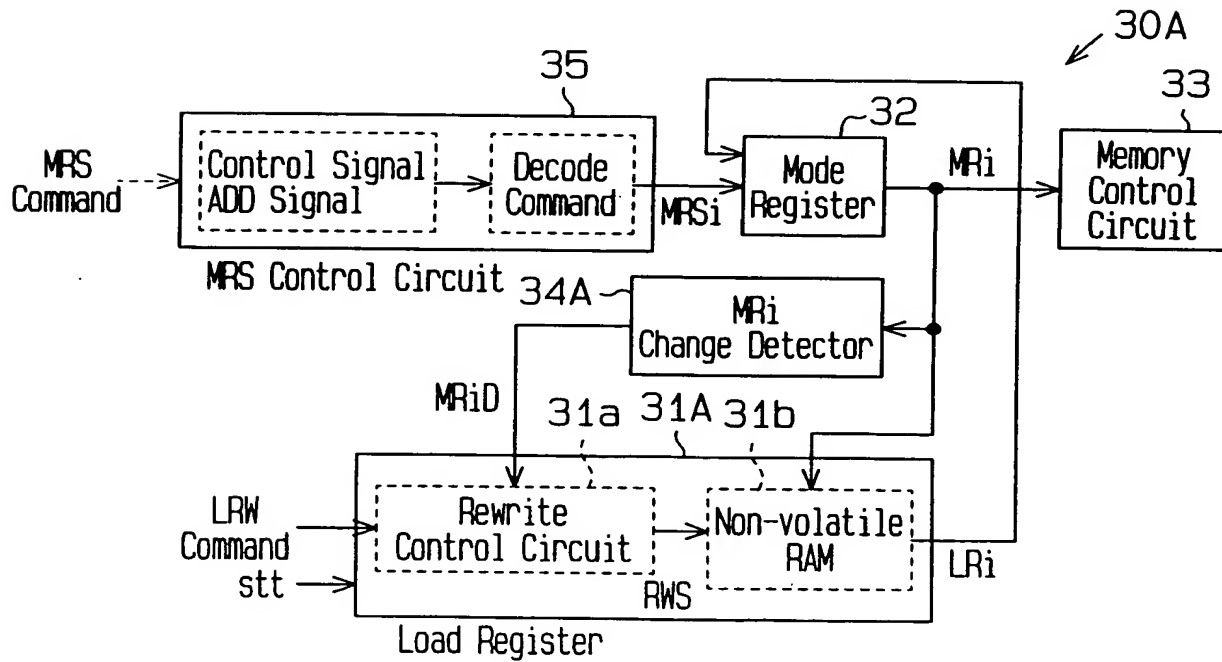 30A
35
32
33
MRS
Command
Control Signal
ADD Signal
Decode
Command
MRSi
Mode
Register
MRi
Memory
Control
Circuit
MRS Control Circuit
34A
MRi
Change Detector
MRiD
31a
31A
31b
LRW
Command
stt
Rewrite
Control Circuit
Non-volatile
RAM
LRi
RWS
Load Register